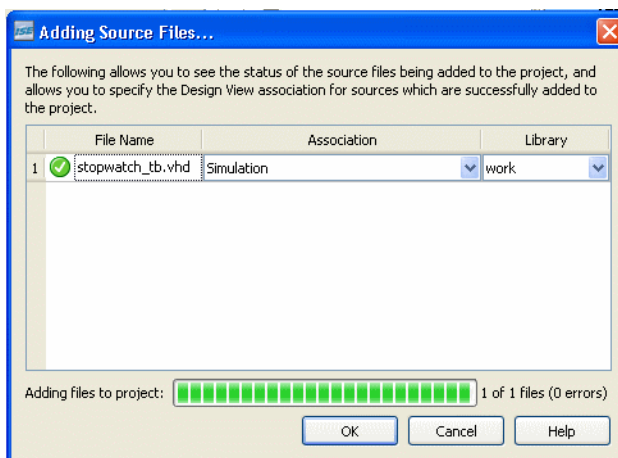 ISE Adding Source Files...
The following allows you to see the status of the source files being added to the project, and
allows you to specify the Design View association for sources which are successfully added to
the project.
File Name Association Library
1 stopwatch_tb.vhd Simulation work
Adding files to project: 1 of 1 files (0 errors)
OK Cancel Help